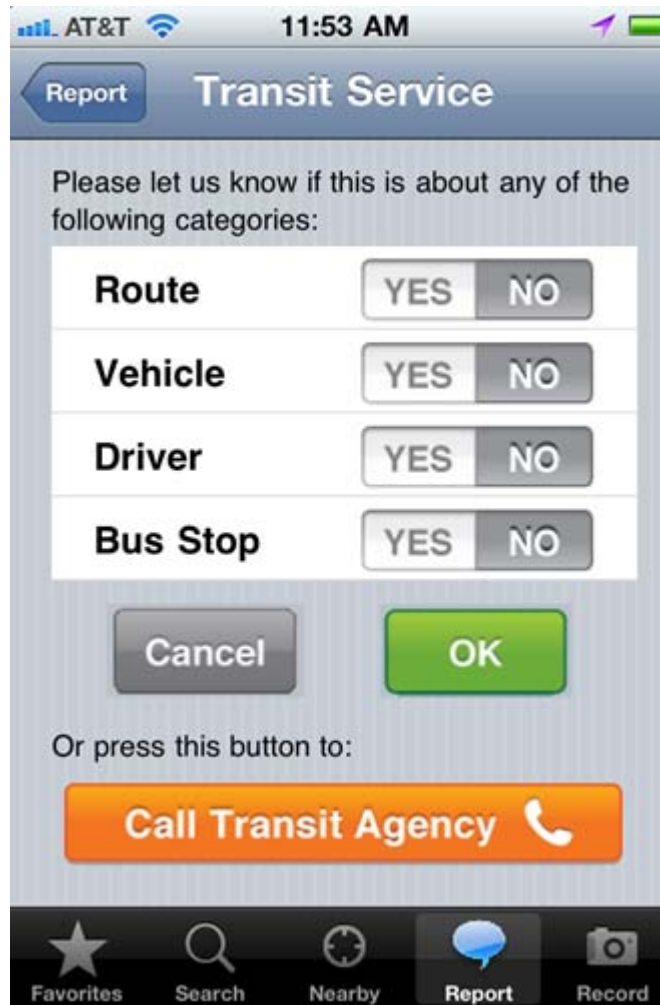 AT&T 11:53 AM
Report Transit Service
Please let us know if this is about any of the
following categories:
Route YES NO
Vehicle YES NO
Driver YES NO
Bus Stop YES NO
Cancel OK
Or press this button to:
Call Transit Agency
Favorites Search Nearby Report Record